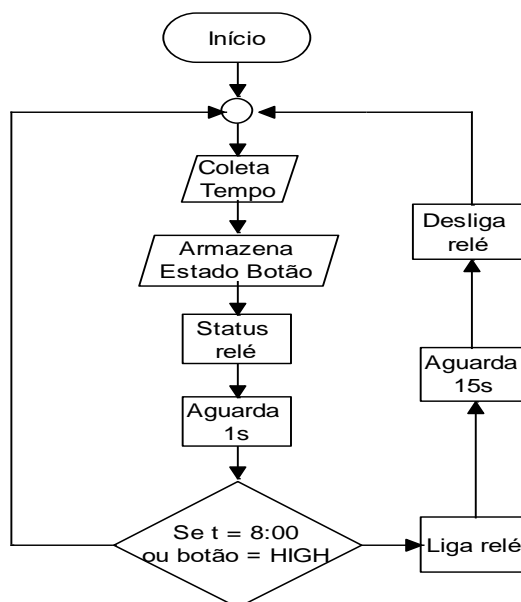 Início
Coleta
Tempo
Armazena
Estado Botão
Status
relé
Aguarda
1s
Se t = 8:00
ou botão = HIGH
Liga relé
Aguarda
15s
Desliga
relé